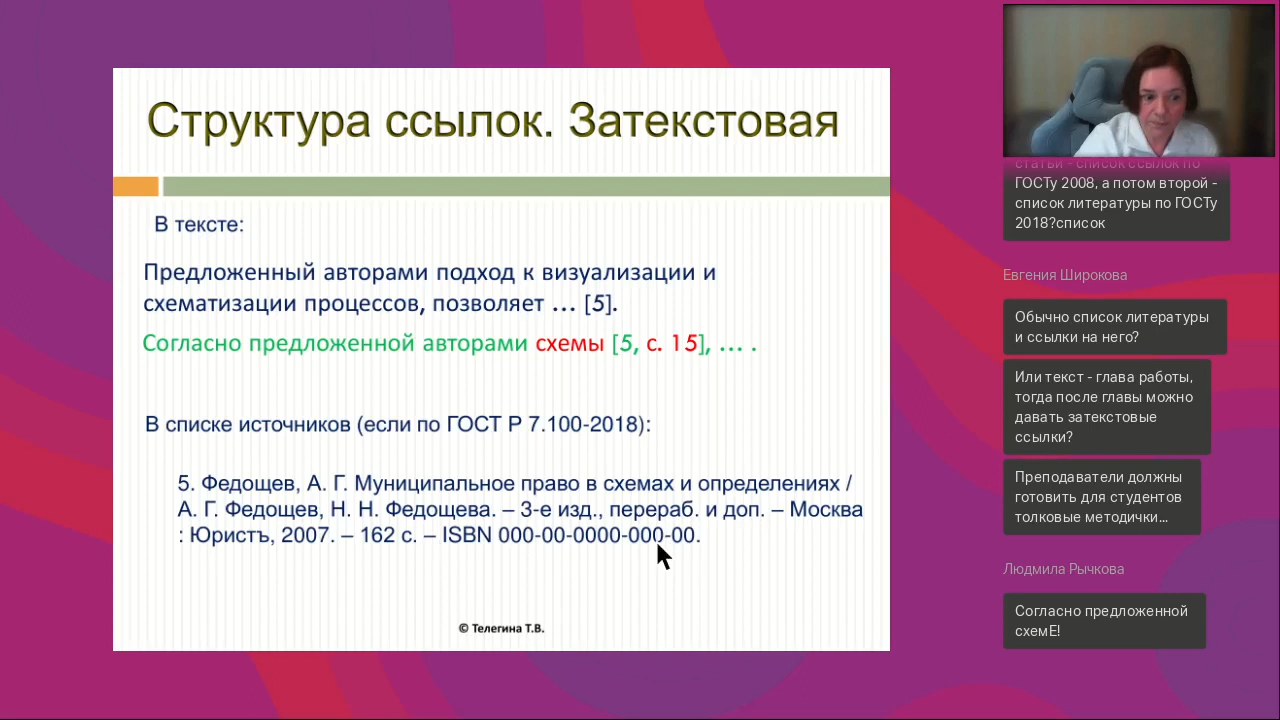 Структура ссылок. Затекстовая
В тексте:
Предложенный авторами подход к визуализации и
схематизации процессов, позволяет ... [5].
Согласно предложенной авторами схемы [5, с. 15], ... .
В списке источников (если по ГОСТ Р 7.100-2018):
5. Федощев, А. Г. Муниципальное право в схемах и определениях /
А. Г. Федощев, Н. Н. Федощева. – 3-е изд., перераб. и доп. – Москва
: Юристъ, 2007. – 162 с. – ISBN 000-00-0000-000-00.
© Телегина Т.В.
статьи - список ссылок по
ГОСТу 2008, а потом второй -
список литературы по ГОСТу
2018?список
Евгения Широкова
Обычно список литературы
и ссылки на него?
Или текст - глава работы,
тогда после главы можно
давать затекстовые
ссылки?
Преподаватели должны
готовить для студентов
толковые методички...
Людмила Рычкова
Согласно предложенной
схемЕ!